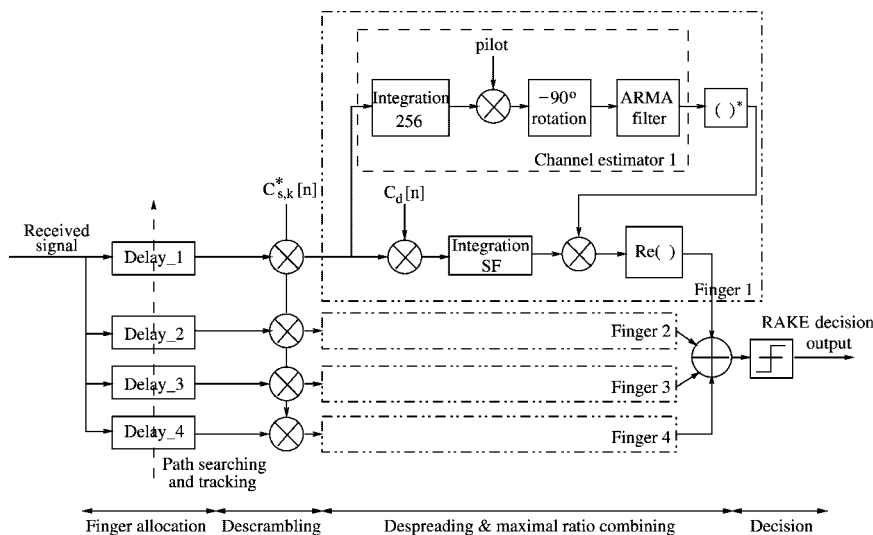 pilot
Integration
256
−90º
rotation
ARMA
filter
( )*
Channel estimator 1
C*s,k[n]
Cd[n]
Received
signal
Delay_1
Integration
SF
Re( )
Finger 1
Delay_2
Finger 2
RAKE decision
output
Delay_3
Finger 3
Delay_4
Finger 4
Path searching
and tracking
Finger allocation
Descrambling
Despreading & maximal ratio combining
Decision